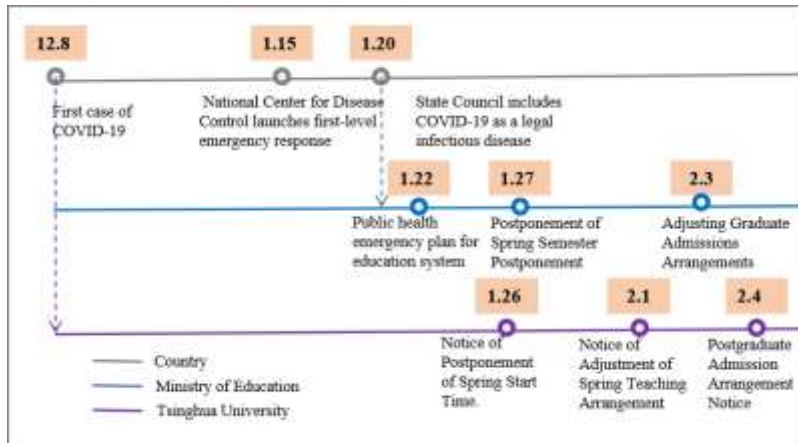 12.8
1.15
1.20
First case of
COVID-19
National Center for Disease
Control launches first-level
emergency response
State Council includes
COVID-19 as a legal
infectious disease
1.22
1.27
2.3
Public health
emergency plan for
education system
Postponement of
Spring Semester
Postponement
Adjusting Graduate
Admissions
Arrangements
1.26
2.1
2.4
Notice of
Postponement
of Spring Start
Time.
Notice of
Adjustment of
Spring Teaching
Arrangement
Postgraduate
Admission
Arrangement
Notice
Country
Ministry of Education
Tsinghua University